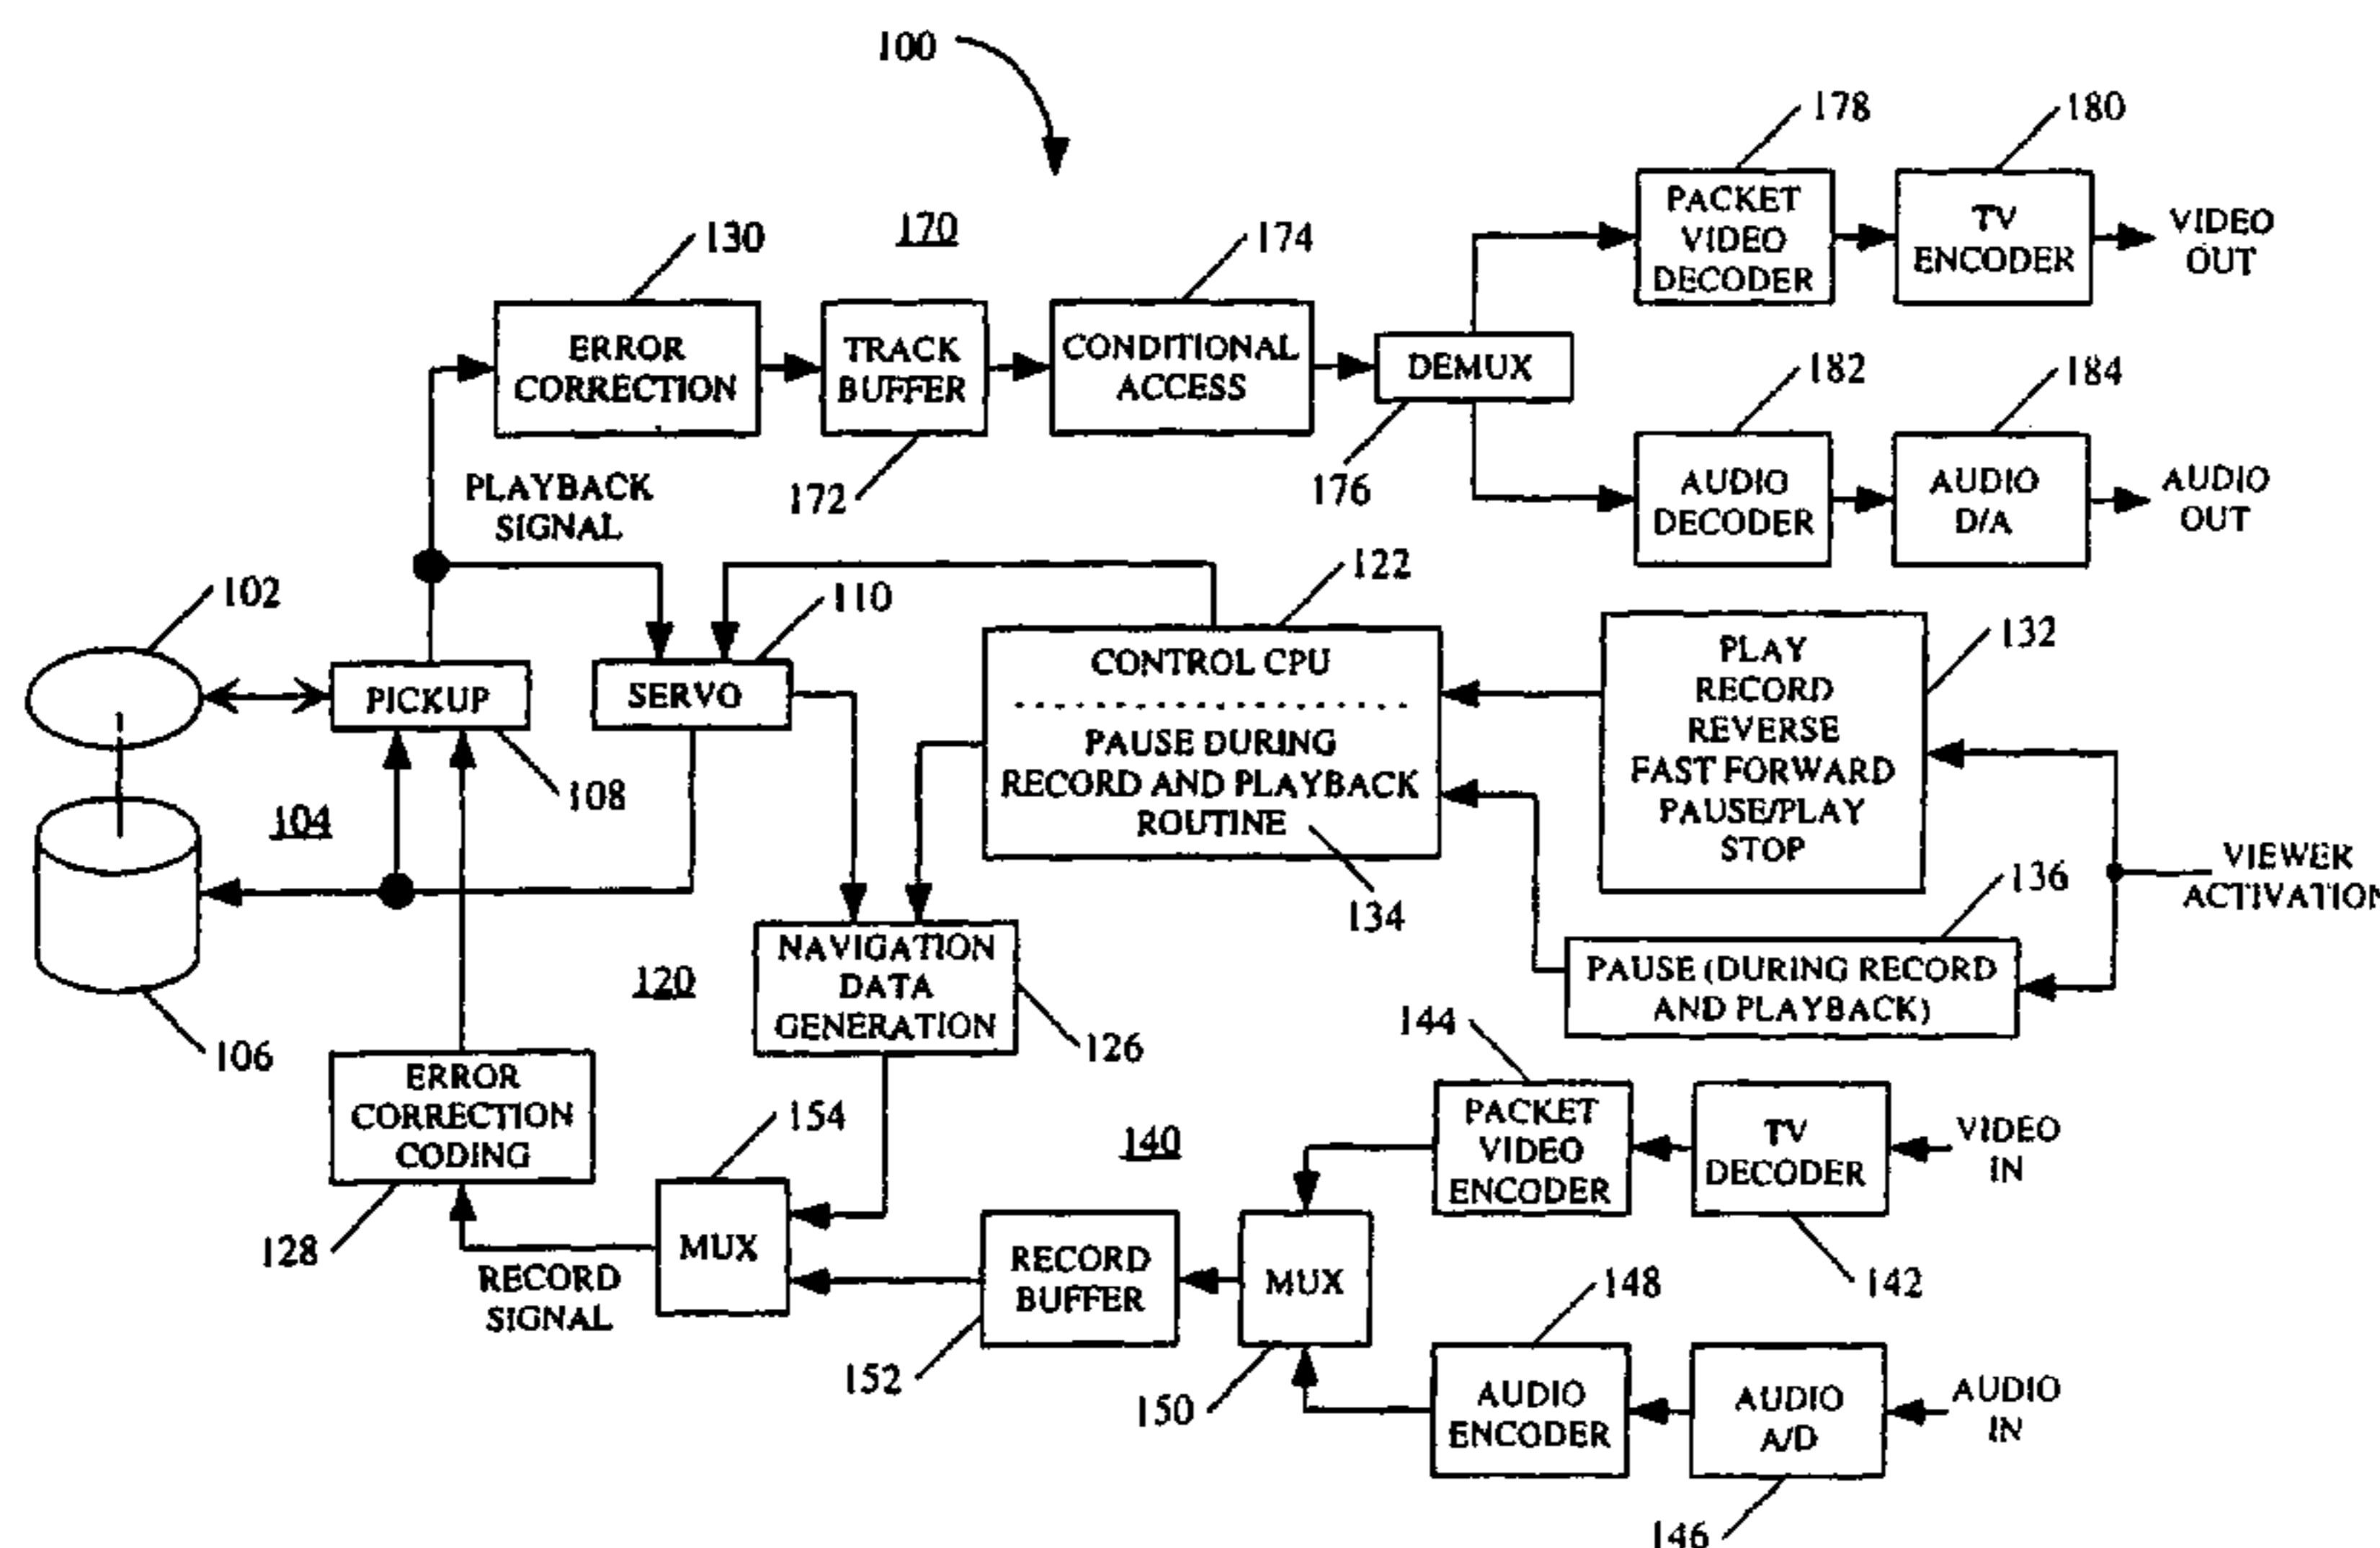 100
178
180
PACKET
VIDEO
DECODER
TV
ENCODER
VIDEO
OUT
130
170
174
ERROR
CORRECTION
TRACK
BUFFER
CONDITIONAL
ACCESS
DEMUX
182
184
172
176
AUDIO
DECODER
AUDIO
D/A
AUDIO
OUT
PLAYBACK
SIGNAL
102
110
122
132
PICKUP
SERVO
CONTROL CPU
PAUSE DURING
RECORD AND PLAYBACK
ROUTINE
PLAY
RECORD
REVERSE
FAST FORWARD
PAUSE/PLAY
STOP
104
108
134
136
VIEWER
ACTIVATION
PAUSE (DURING RECORD
AND PLAYBACK)
120
NAVIGATION
DATA
GENERATION
126
106
144
ERROR
CORRECTION
CODING
154
140
PACKET
VIDEO
ENCODER
TV
DECODER
VIDEO
IN
128
MUX
RECORD
SIGNAL
RECORD
BUFFER
MUX
148
142
152
150
AUDIO
ENCODER
AUDIO
A/D
AUDIO
IN
146